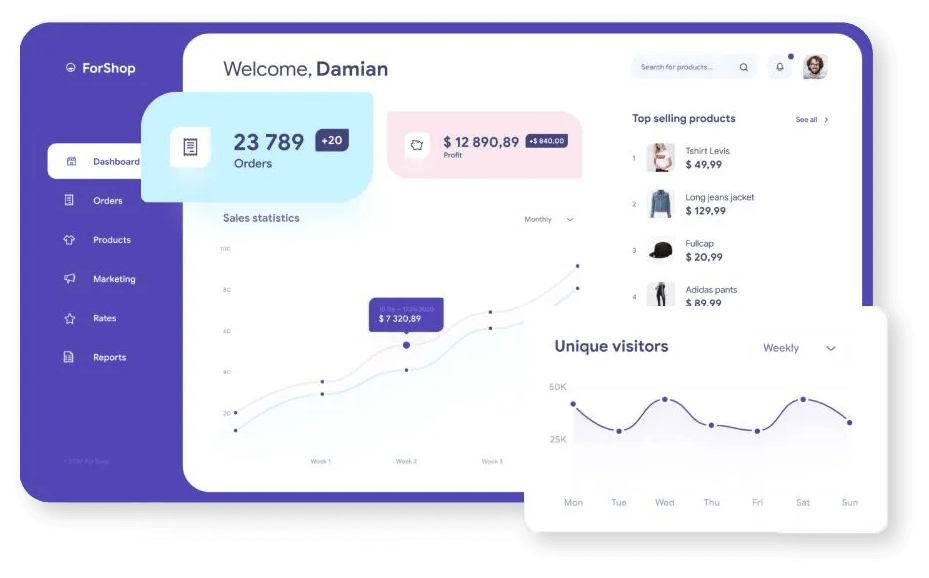 ForShop
Welcome, Damian
Search for products...
Dashboard
Orders
Products
Marketing
Rates
Reports
23 789
+20
Orders
$ 12 890,89
+$ 840,00
Profit
Top selling products
See all
1
Tshirt Levis
$ 49,99
2
Long jeans jacket
$ 129,99
3
Fullcap
$ 20,99
4
Adidas pants
$ 89,99
Sales statistics
Monthly
100
80
60
40
20
$ 7 320,89
Week 1
Week 2
Week 3
Unique visitors
Weekly
50K
25K
Mon
Tue
Wed
Thu
Fri
Sat
Sun